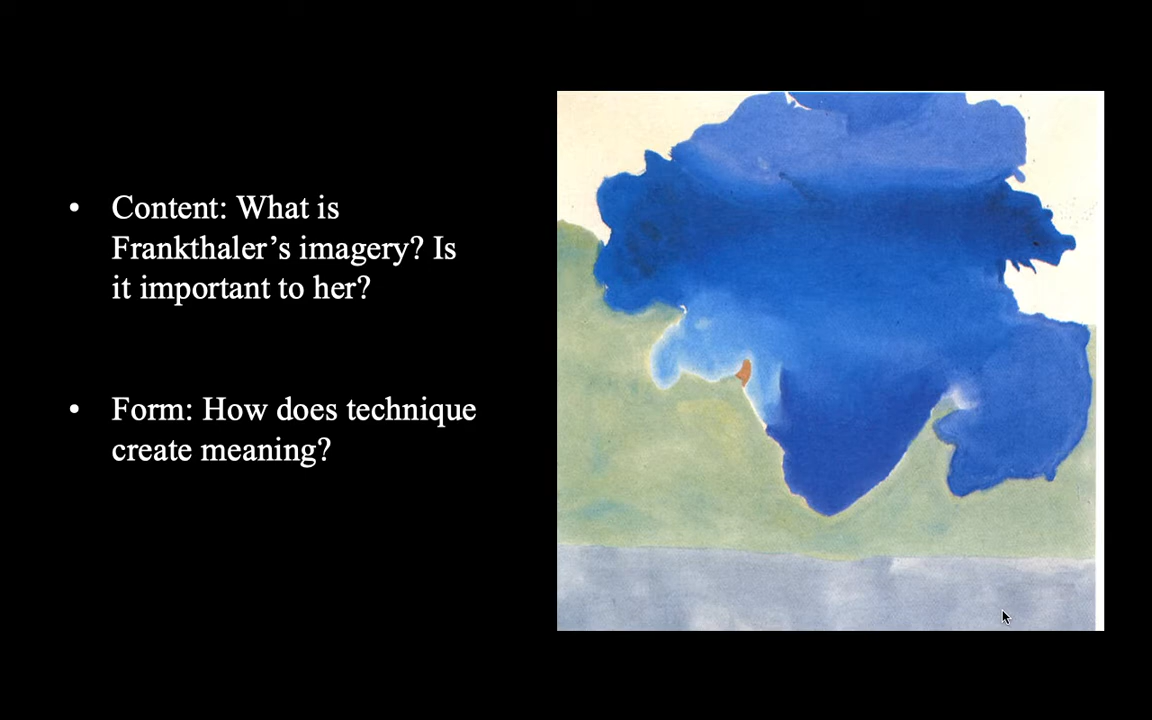 • Content: What is
Frankthaler’s imagery? Is
it important to her?
• Form: How does technique
create meaning?